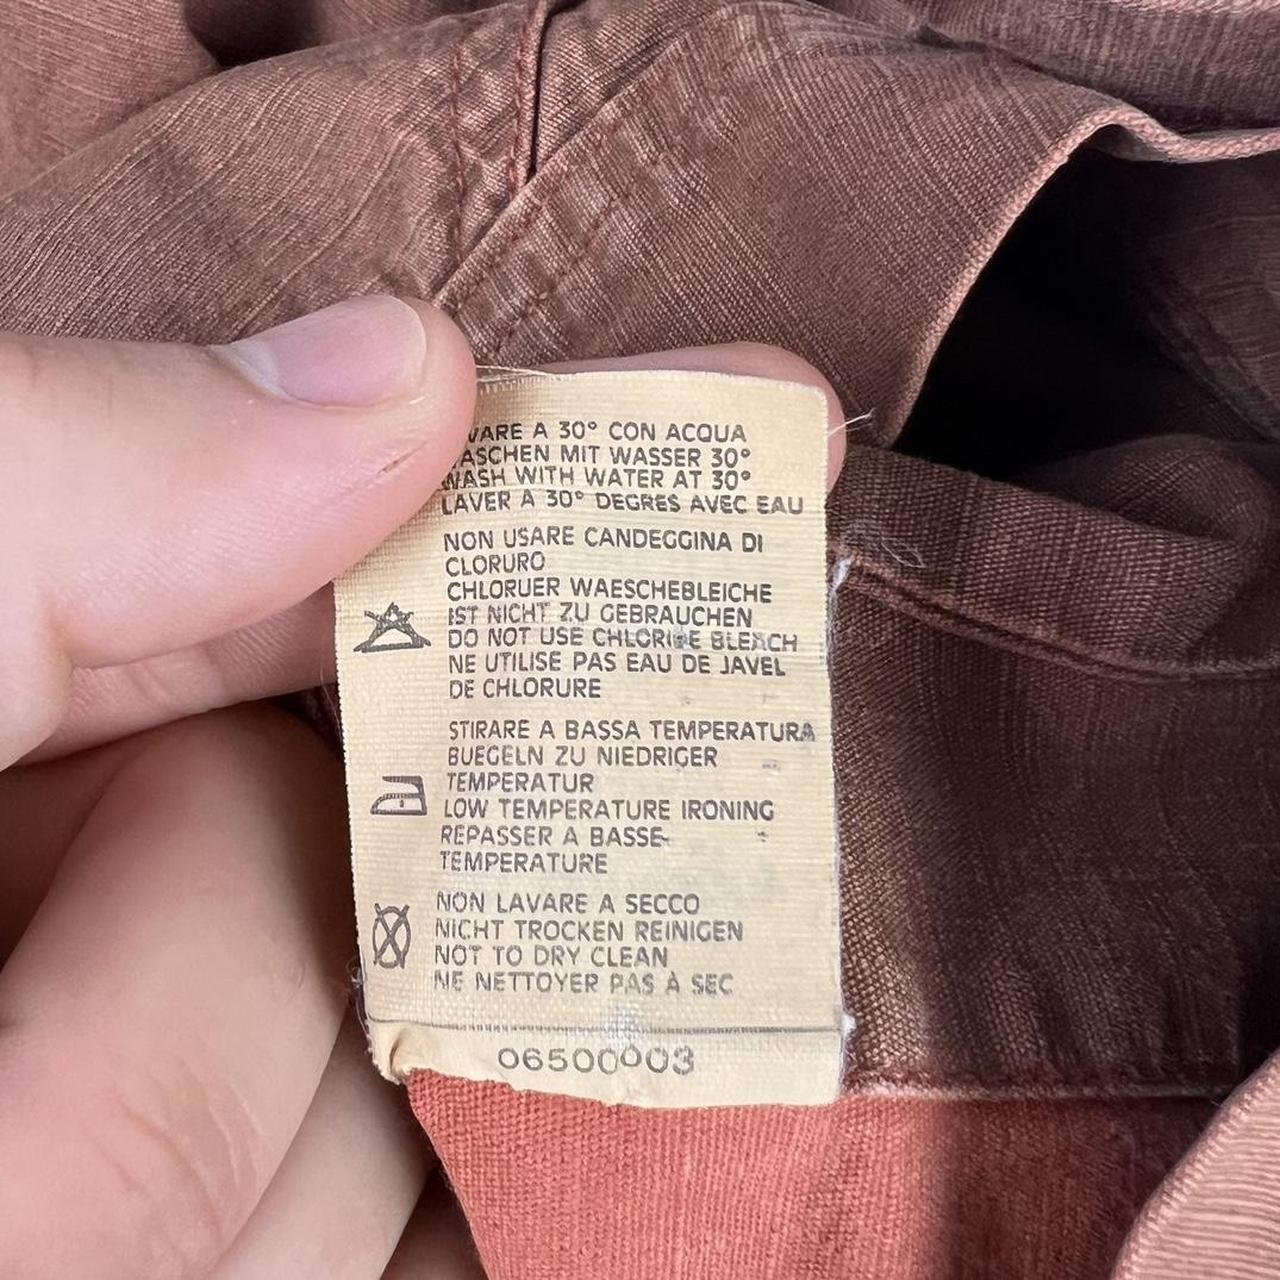 VARE A 30° CON ACQUA
WASCHEN MIT WASSER 30°
WASH WITH WATER AT 30°
LAVER A 30° DEGRES AVEC EAU
NON USARE CANDEGGINA DI
CLORURO
CHLORUER WAESCHEBLEICHE
IST NICHT ZU GEBRAUCHEN
DO NOT USE CHLORIDE BLEACH
NE UTILISE PAS EAU DE JAVEL
DE CHLORURE
STIRARE A BASSA TEMPERATURA
BUEGELN ZU NIEDRIGER
TEMPERATUR
LOW TEMPERATURE IRONING
REPASSER A BASSE
TEMPERATURE
NON LAVARE A SECCO
NICHT TROCKEN REINIGEN
NOT TO DRY CLEAN
NE NETTOYER PAS À SEC
06500003